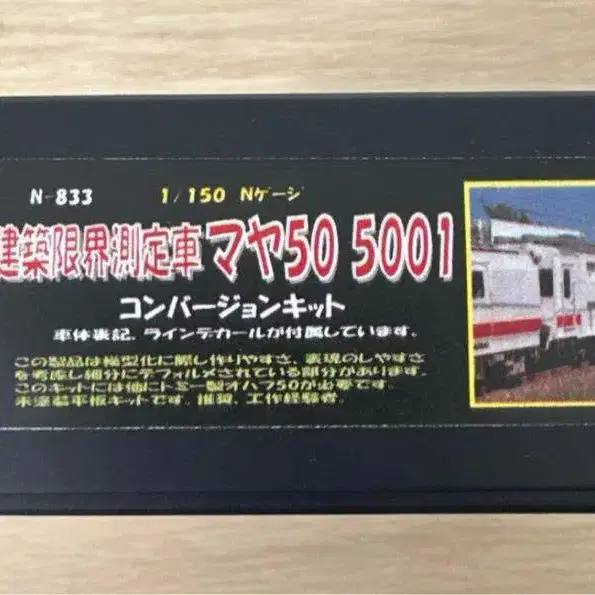 N-833 1/150 Nゲージ
建築限界測定車 マヤ50 5001
コンバージョンキット
車体表記、ラインデカールが付属しています。
この製品は模型化に際し作りやすさ、表現のしやすさ
を考慮し細分にデフォルメされている部分があります。
このキットには他にトミー製オハフ50が必要です。
未塗装平板キットです。推奨、工作経験者。